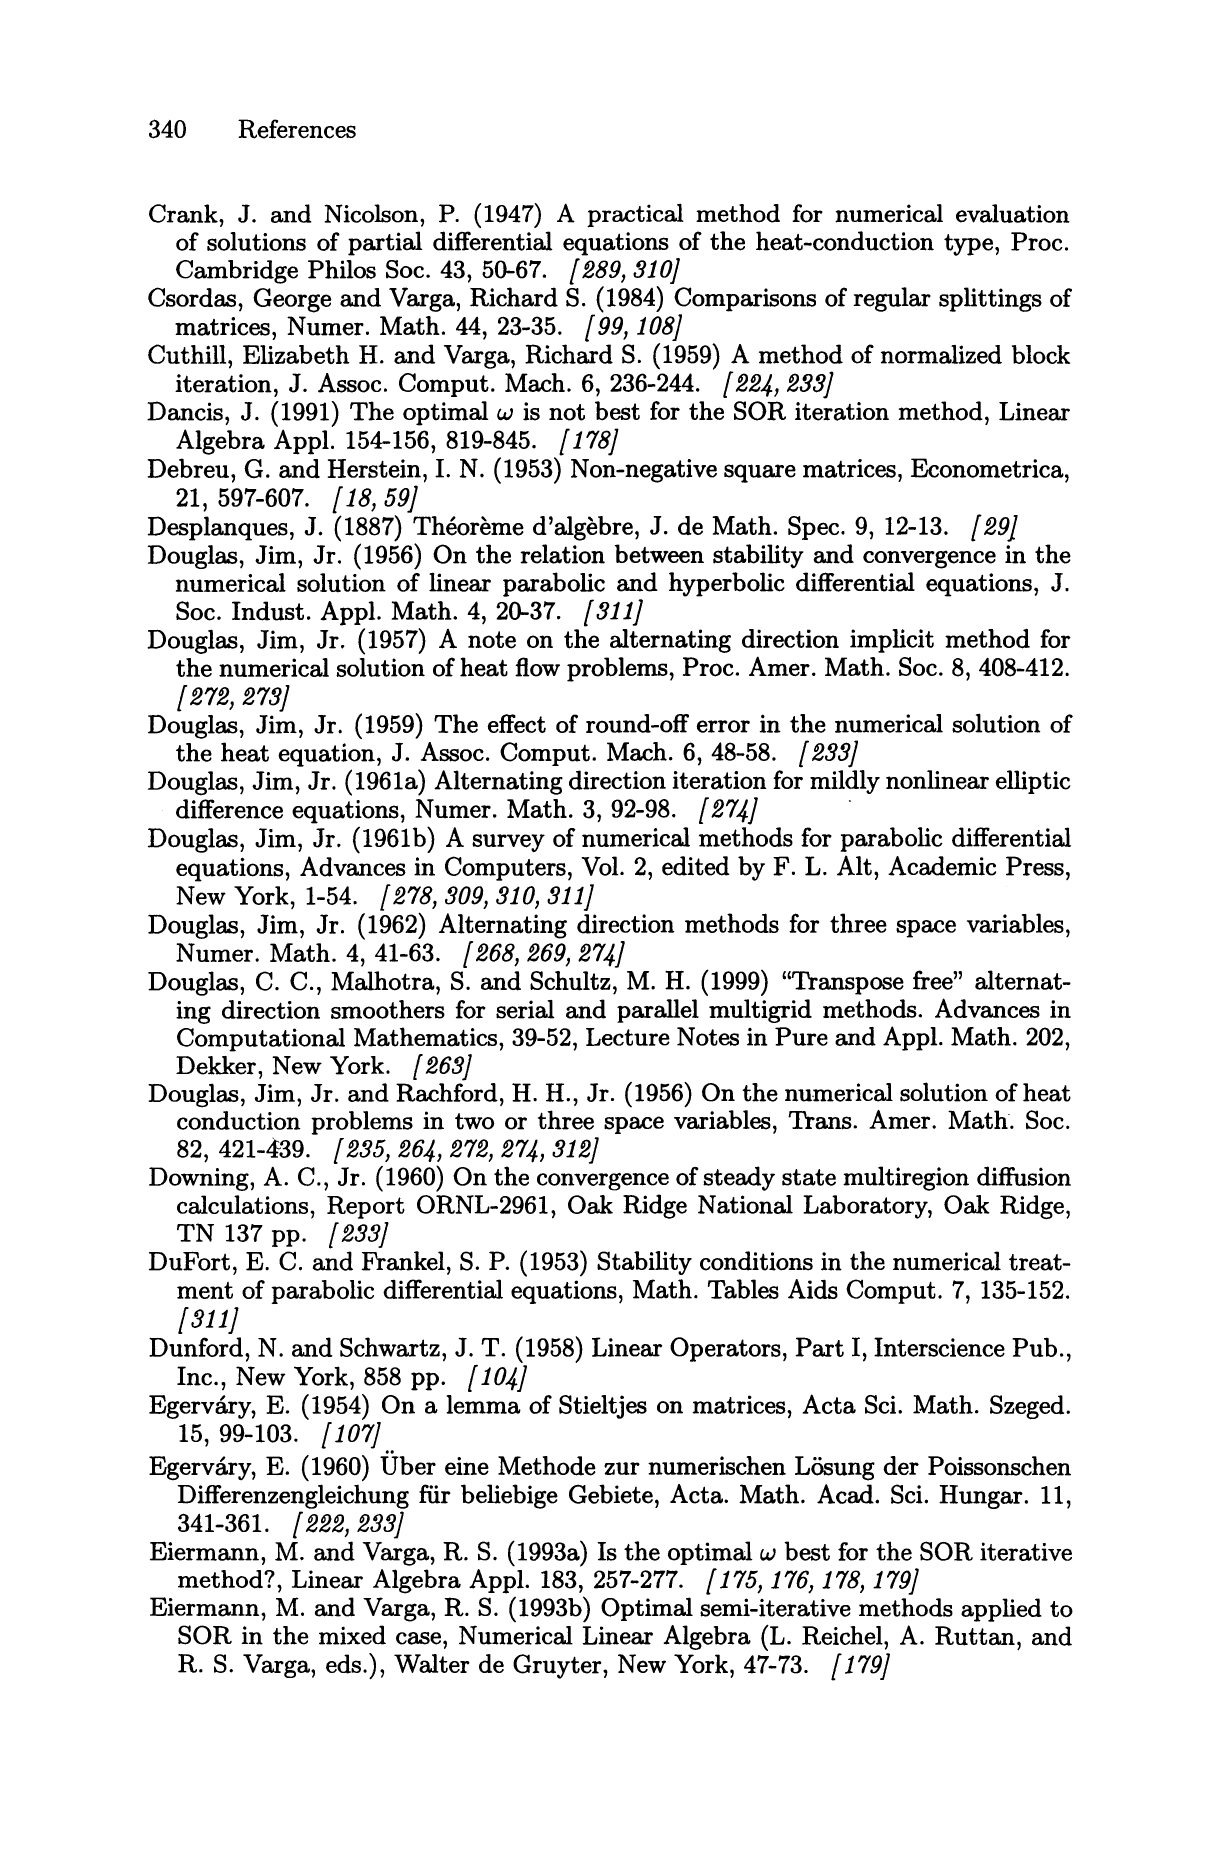 340 References
Crank, J. and Nicolson, P. (1947) A practical method for numerical evaluation
of solutions of partial differential equations of the heat-conduction type, Proc.
Cambridge Philos Soc. 43, 50-67. [289, 310]
Csordas, George and Varga, Richard S. (1984) Comparisons of regular splittings of
matrices, Numer. Math. 44, 23-35. [99, 108]
Cuthill, Elizabeth H. and Varga, Richard S. (1959) A method of normalized block
iteration, J. Assoc. Comput. Mach. 6, 236-244. [224, 233]
Dancis, J. (1991) The optimal ω is not best for the SOR iteration method, Linear
Algebra Appl. 154-156, 819-845. [178]
Debreu, G. and Herstein, I. N. (1953) Non-negative square matrices, Econometrica,
21, 597-607. [18, 59]
Desplanques, J. (1887) Théorème d'algèbre, J. de Math. Spec. 9, 12-13. [29]
Douglas, Jim, Jr. (1956) On the relation between stability and convergence in the
numerical solution of linear parabolic and hyperbolic differential equations, J.
Soc. Indust. Appl. Math. 4, 20-37. [311]
Douglas, Jim, Jr. (1957) A note on the alternating direction implicit method for
the numerical solution of heat flow problems, Proc. Amer. Math. Soc. 8, 408-412.
[272, 273]
Douglas, Jim, Jr. (1959) The effect of round-off error in the numerical solution of
the heat equation, J. Assoc. Comput. Mach. 6, 48-58. [233]
Douglas, Jim, Jr. (1961a) Alternating direction iteration for mildly nonlinear elliptic
difference equations, Numer. Math. 3, 92-98. [274]
Douglas, Jim, Jr. (1961b) A survey of numerical methods for parabolic differential
equations, Advances in Computers, Vol. 2, edited by F. L. Alt, Academic Press,
New York, 1-54. [278, 309, 310, 311]
Douglas, Jim, Jr. (1962) Alternating direction methods for three space variables,
Numer. Math. 4, 41-63. [268, 269, 274]
Douglas, C. C., Malhotra, S. and Schultz, M. H. (1999) “Transpose free” alternat-
ing direction smoothers for serial and parallel multigrid methods. Advances in
Computational Mathematics, 39-52, Lecture Notes in Pure and Appl. Math. 202,
Dekker, New York. [263]
Douglas, Jim, Jr. and Rachford, H. H., Jr. (1956) On the numerical solution of heat
conduction problems in two or three space variables, Trans. Amer. Math. Soc.
82, 421-439. [235, 264, 272, 274, 312]
Downing, A. C., Jr. (1960) On the convergence of steady state multiregion diffusion
calculations, Report ORNL-2961, Oak Ridge National Laboratory, Oak Ridge,
TN 137 pp. [233]
DuFort, E. C. and Frankel, S. P. (1953) Stability conditions in the numerical treat-
ment of parabolic differential equations, Math. Tables Aids Comput. 7, 135-152.
[311]
Dunford, N. and Schwartz, J. T. (1958) Linear Operators, Part I, Interscience Pub.,
Inc., New York, 858 pp. [104]
Egerváry, E. (1954) On a lemma of Stieltjes on matrices, Acta Sci. Math. Szeged.
15, 99-103. [107]
Egerváry, E. (1960) Über eine Methode zur numerischen Lösung der Poissonschen
Differenzengleichung für beliebige Gebiete, Acta. Math. Acad. Sci. Hungar. 11,
341-361. [222, 233]
Eiermann, M. and Varga, R. S. (1993a) Is the optimal ω best for the SOR iterative
method?, Linear Algebra Appl. 183, 257-277. [175, 176, 178, 179]
Eiermann, M. and Varga, R. S. (1993b) Optimal semi-iterative methods applied to
SOR in the mixed case, Numerical Linear Algebra (L. Reichel, A. Ruttan, and
R. S. Varga, eds.), Walter de Gruyter, New York, 47-73. [179]